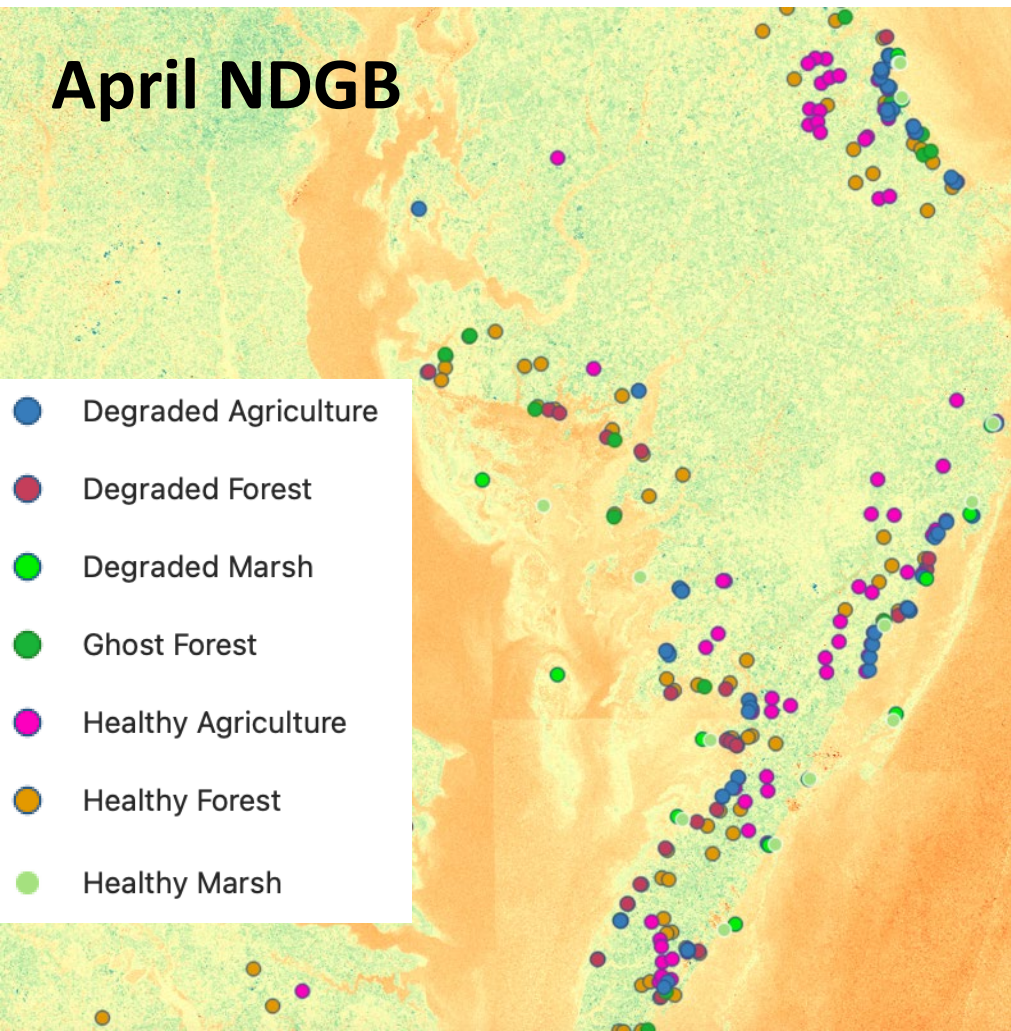 April NDGB
Degraded Agriculture
Degraded Forest
Degraded Marsh
Ghost Forest
Healthy Agriculture
Healthy Forest
Healthy Marsh